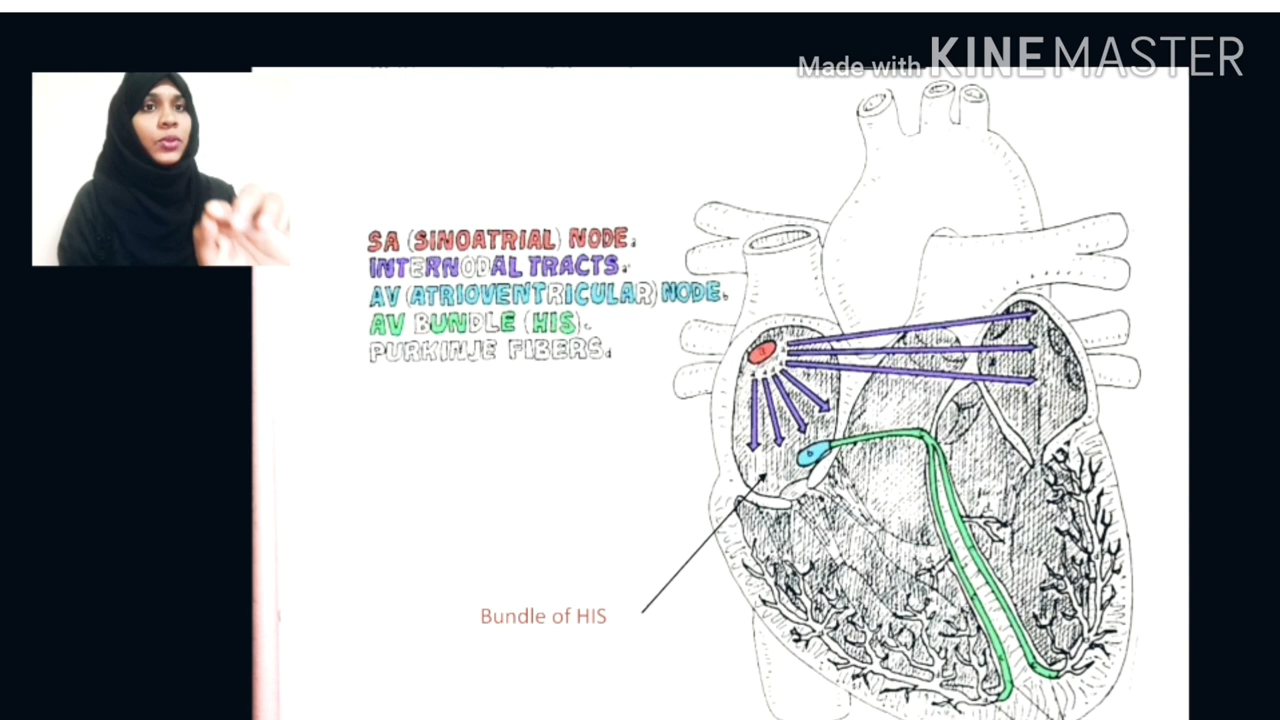 Made with KINEMASTER
SA (SINOATRIAL) NODE.
INTERNODAL TRACTS.
AV (ATRIOVENTRICULAR) NODE.
AV BUNDLE (HIS).
PURKINJE FIBERS.
Bundle of HIS